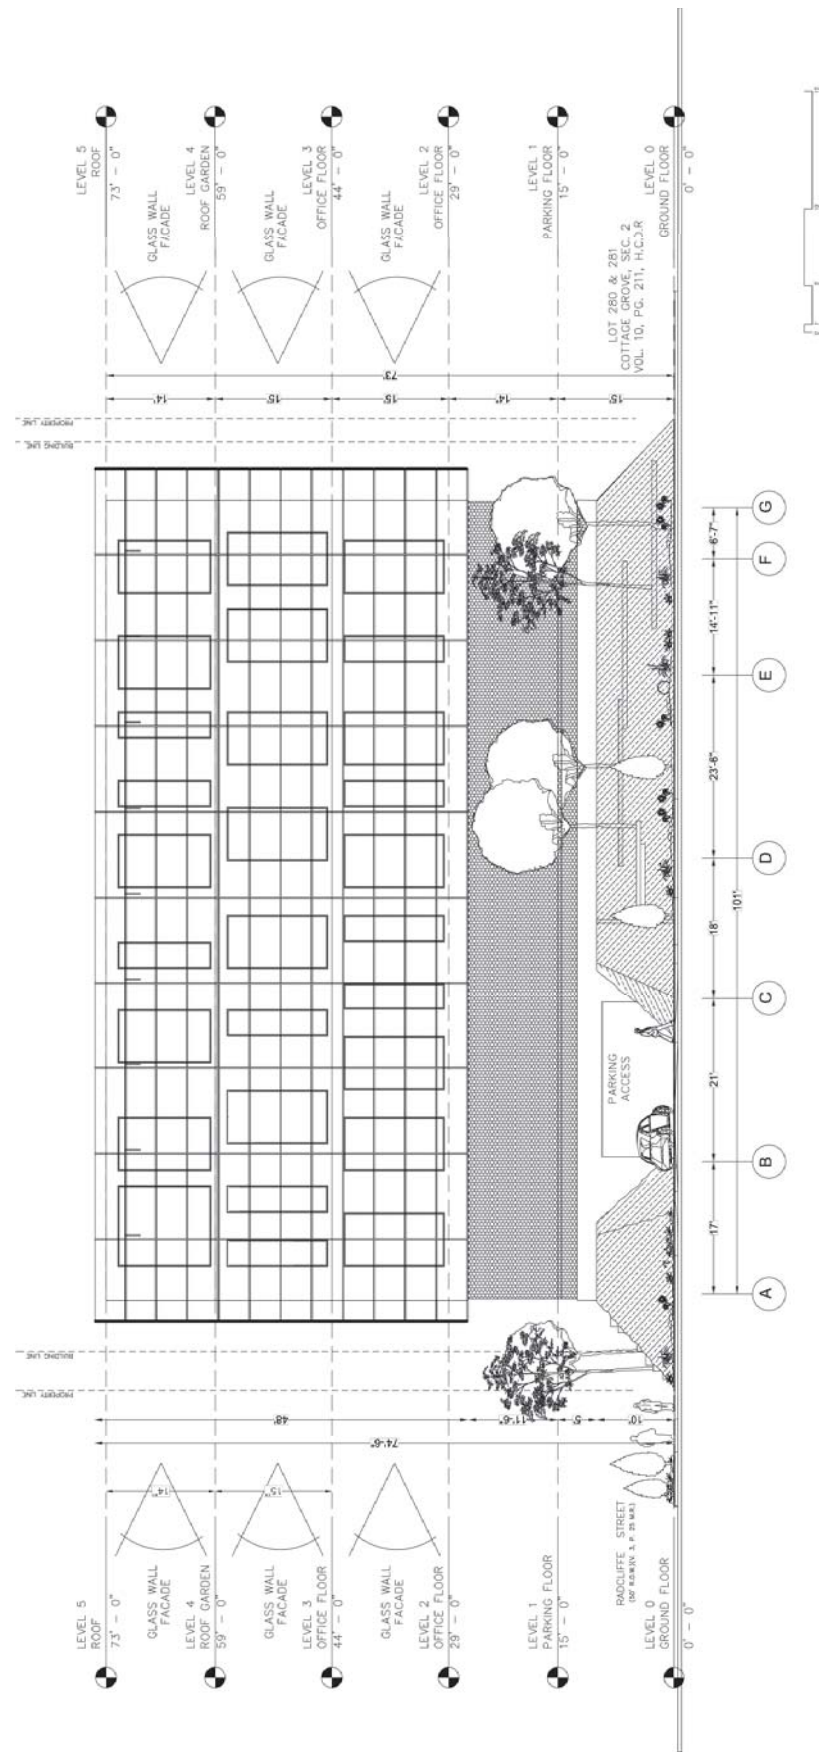 LEVEL 5
ROOF
73' - 0"
GLASS WALL
FACADE
LEVEL 4
ROOF GARDEN
59' - 0"
GLASS WALL
FACADE
LEVEL 3
OFFICE FLOOR
44' - 0"
GLASS WALL
FACADE
LEVEL 2
OFFICE FLOOR
29' - 0"
LEVEL 1
PARKING FLOOR
15' - 0"
RADCLIFFE STREET
LEVEL 0
GROUND FLOOR
0' - 0"
14"
15"
74'-6"
48'
11'-6"
5'
10'
PROPERTY LINE
BUILDING LINE
PARKING
ACCESS
BUILDING LINE
PROPERTY LINE
14'
15'
15'
14'
15'
73'
LEVEL 5
ROOF
73' - 0"
GLASS WALL
FACADE
LEVEL 4
ROOF GARDEN
59' - 0"
GLASS WALL
FACADE
LEVEL 3
OFFICE FLOOR
44' - 0"
GLASS WALL
FACADE
LEVEL 2
OFFICE FLOOR
29' - 0"
LEVEL 1
PARKING FLOOR
15' - 0"
LOT 280 & 281
COTTAGE GROVE, SEC. 2
VOL. 10, PG. 211, H.C.D.R
LEVEL 0
GROUND FLOOR
0' - 0"
17'
21'
18'
23'-6"
14'-11"
6'-7"
101'
A
B
C
D
E
F
G